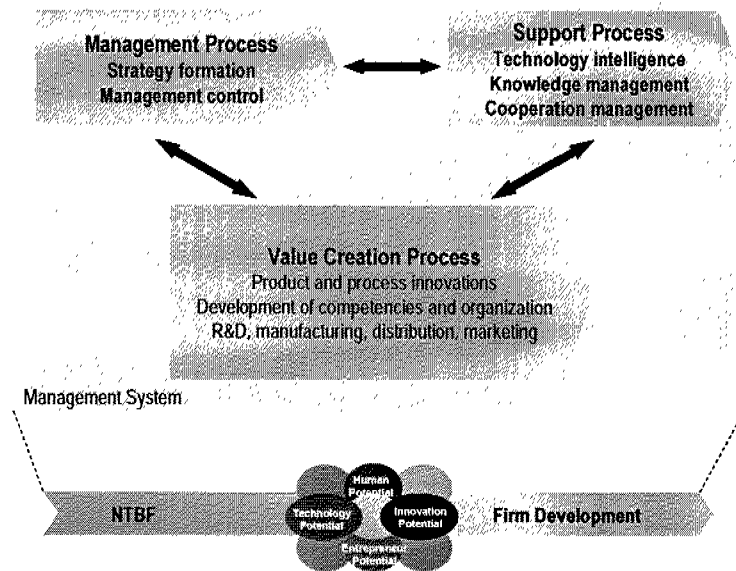 Management Process
Strategy formation
Management control
Support Process
Technology intelligence
Knowledge management
Cooperation management
Value Creation Process
Product and process innovations
Development of competencies and organization
R&D, manufacturing, distribution, marketing
Management System
NTBF
Human
Potential
Technology
Potential
Innovation
Potential
Entrepreneur
Potential
Firm Development